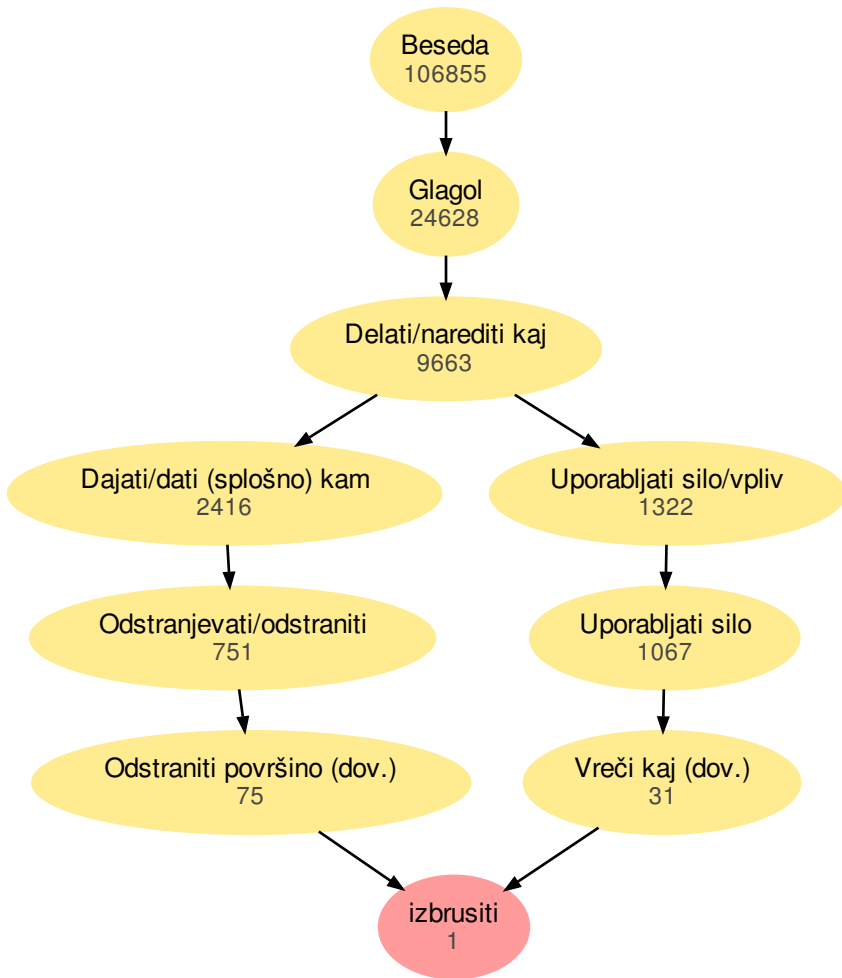 Beseda
106855
Glagol
24628
Delati/narediti kaj
9663
Dajati/dati (splošno) kam
2416
Uporabljati silo/vpliv
1322
Odstranjevati/odstraniti
751
Uporabljati silo
1067
Odstraniti površino (dov.)
75
Vreči kaj (dov.)
31
izbrusiti
1